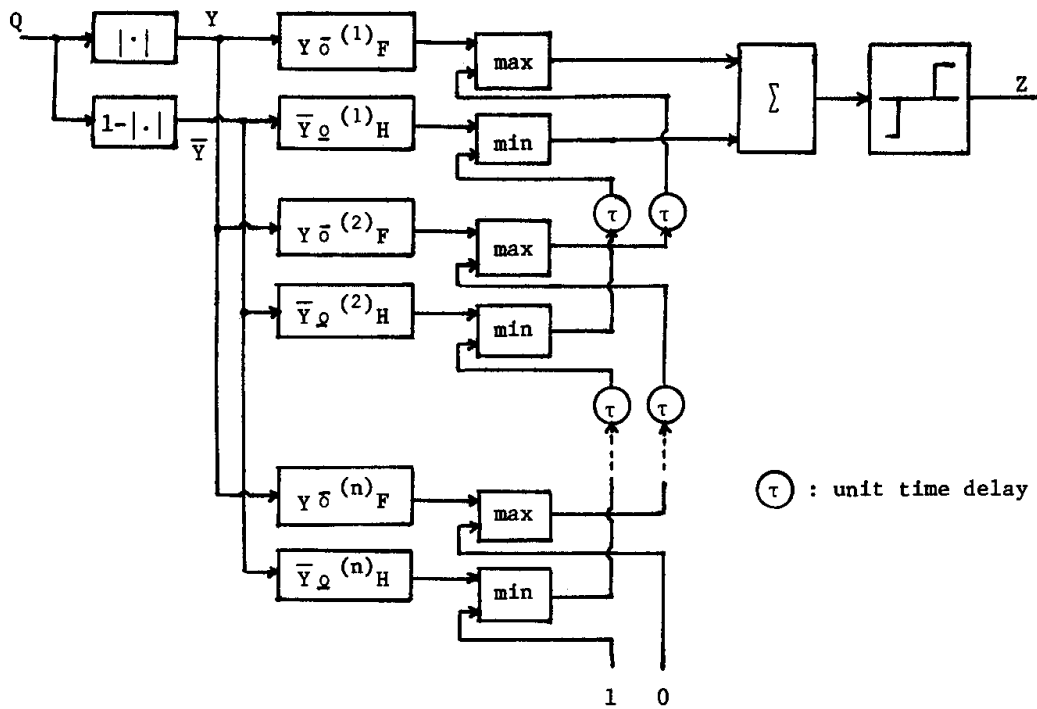 Q
|·|
Y
Y ō (1) F
max
Σ
Z
1-|.|
Y̅
Y̅ o̲ (1) H
min
τ
τ
Y ō (2) F
max
Y̅ o̲ (2) H
min
τ
τ
Y ō (n) F
max
τ : unit time delay
Y̅ o̲ (n) H
min
1 0